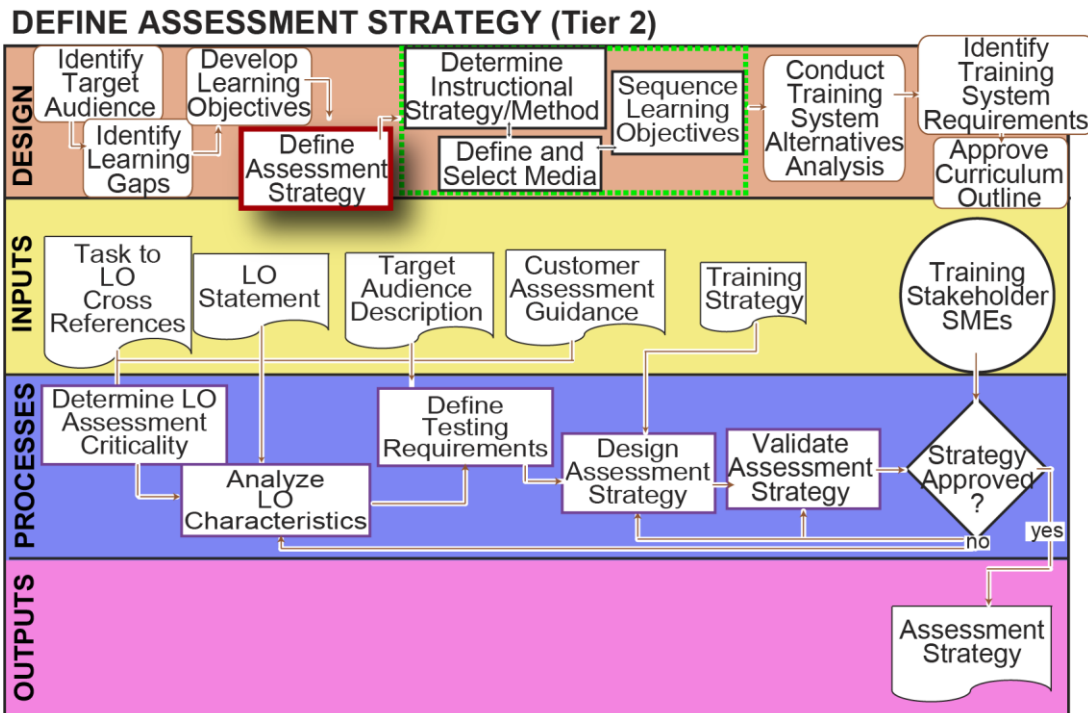 DEFINE ASSESSMENT STRATEGY (Tier 2)
DESIGN
Identify
Target
Audience
Identify
Learning
Gaps
Develop
Learning
Objectives
Define
Assessment
Strategy
Determine
Instructional
Strategy/Method
Define and
Select Media
Sequence
Learning
Objectives
Conduct
Training
System
Alternatives
Analysis
Identify
Training
System
Requirements
Approve
Curriculum
Outline
INPUTS
Task to
LO
Cross
References
LO
Statement
Target
Audience
Description
Customer
Assessment
Guidance
Training
Strategy
Training
Stakeholder
SMEs
PROCESSES
Determine LO
Assessment
Criticality
Analyze
LO
Characteristics
Define
Testing
Requirements
Design
Assessment
Strategy
Validate
Assessment
Strategy
Strategy
Approved
?
no
yes
OUTPUTS
Assessment
Strategy